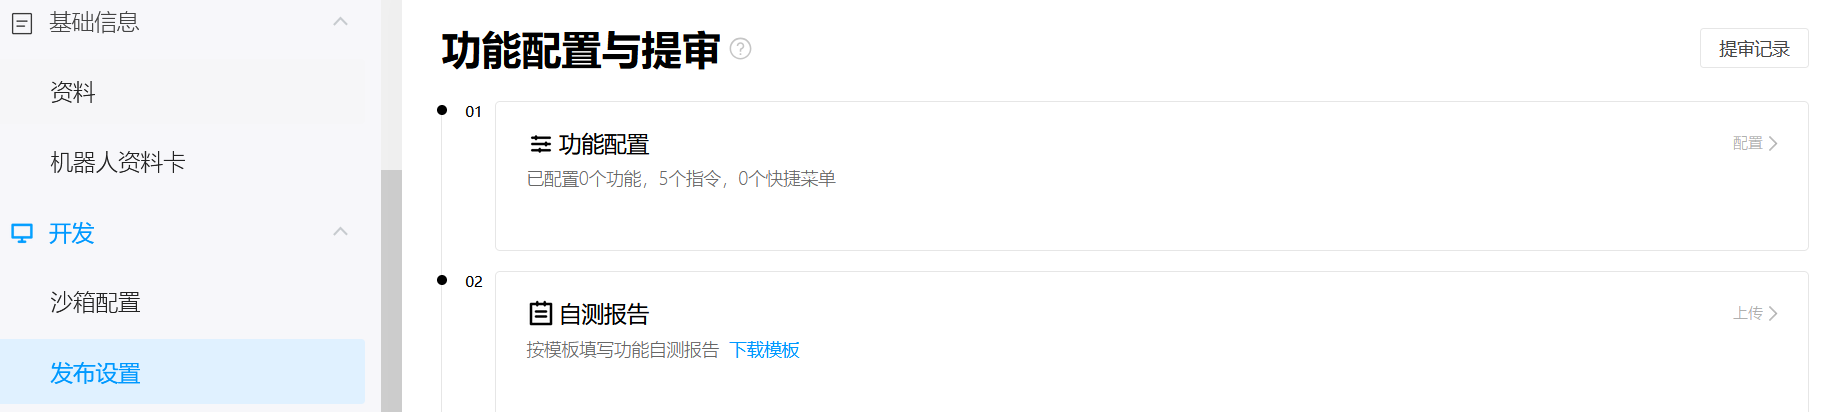 基础信息
资料
机器人资料卡
开发
沙箱配置
发布设置
功能配置与提审 ?
提审记录
01
功能配置
配置
已配置0个功能，5个指令，0个快捷菜单
02
自测报告
上传
按模板填写功能自测报告 下载模板